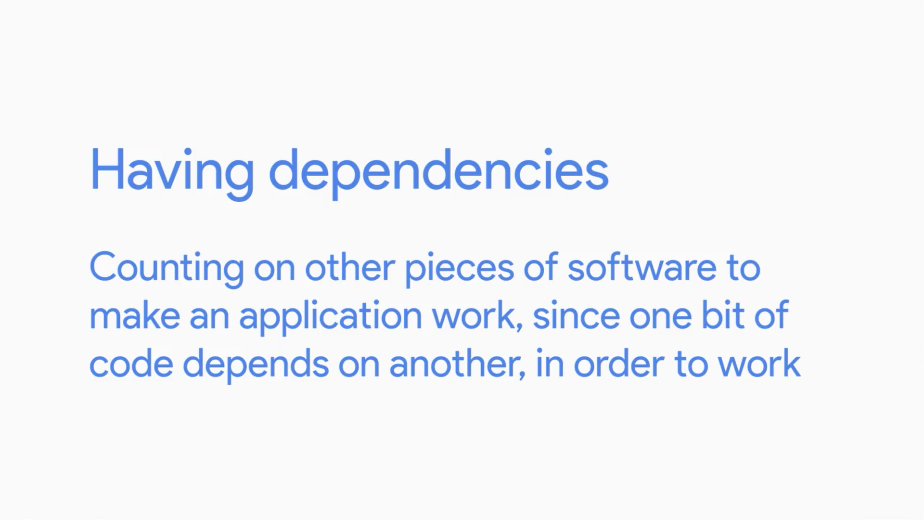 Having dependencies
Counting on other pieces of software to
make an application work, since one bit of
code depends on another, in order to work